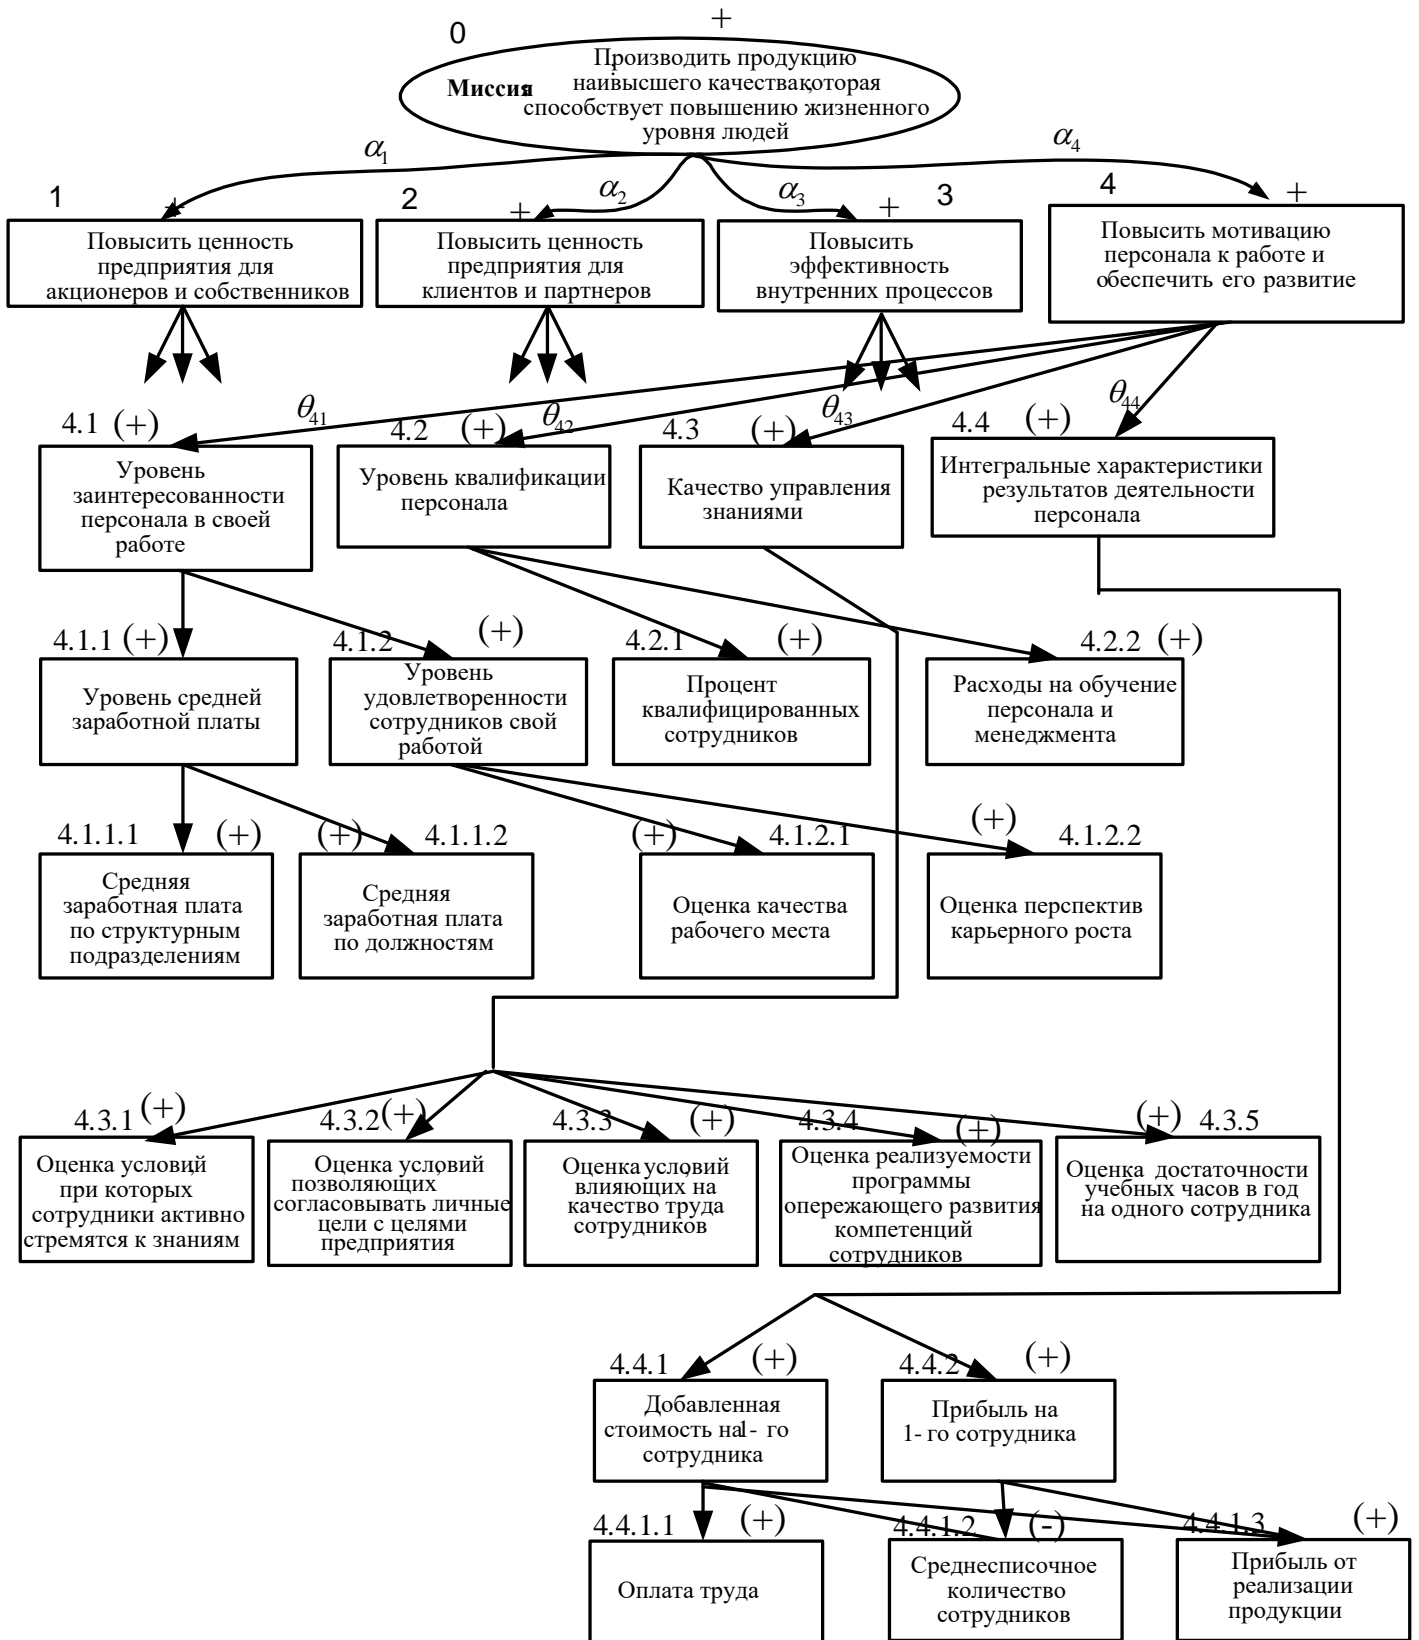 0
+
Миссия
Производить продукцию
наивысшего качества,которая
способствует повышению жизненного
уровня людей
α1
α2
α3
α4
1
+
Повысить ценность
предприятия для
акционеров и собственников
2
+
Повысить ценность
предприятия для
клиентов и партнеров
3
+
Повысить
эффективность
внутренних процессов
4
+
Повысить мотивацию
персонала к работе и
обеспечить его развитие
θ41
θ42
θ43
θ44
4.1 (+)
Уровень
заинтересованности
персонала в своей
работе
4.2 (+)
Уровень квалификации
персонала
4.3 (+)
Качество управления
знаниями
4.4 (+)
Интегральные характеристики
результатов деятельности
персонала
4.1.1 (+)
Уровень средней
заработной платы
4.1.2 (+)
Уровень
удовлетворенности
сотрудников свой
работой
4.2.1 (+)
Процент
квалифицированных
сотрудников
4.2.2 (+)
Расходы на обучение
персонала и
менеджмента
4.1.1.1 (+)
Средняя
заработная плата
по структурным
подразделениям
(+) 4.1.1.2
Средняя
заработная плата
по должностям
(+) 4.1.2.1
Оценка качества
рабочего места
(+) 4.1.2.2
Оценка перспектив
карьерного роста
4.3.1 (+)
Оценка условий,
при которых
сотрудники активно
стремятся к знаниям
4.3.2 (+)
Оценка условий,
позволяющих
согласовывать личные
цели с целями
предприятия
4.3.3 (+)
Оценка условий,
влияющих на
качество труда
сотрудников
4.3.4 (+)
Оценка реализуемости
программы
опережающего развития
компетенций
сотрудников
(+) 4.3.5
Оценка достаточности
учебных часов в год
на одного сотрудника
4.4.1 (+)
Добавленная
стоимость на 1- го
сотрудника
4.4.2 (+)
Прибыль на
1- го сотрудника
4.4.1.1 (+)
Оплата труда
4.4.1.2 (-)
Среднесписочное
количество
сотрудников
4.4.1.3 (+)
Прибыль от
реализации
продукции